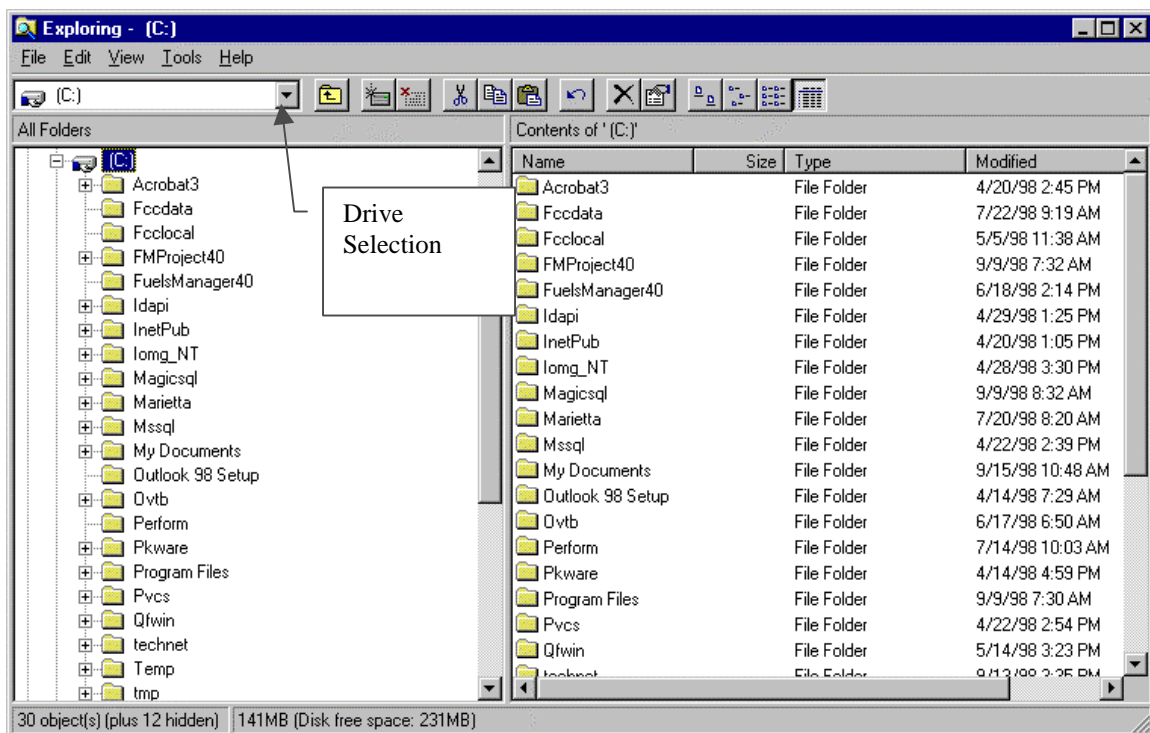 Exploring - (C:)
File Edit View Tools Help
(C:)
All Folders
Contents of '(C:)'
(C:)
Acrobat3
Fccdata
Fcclocal
FMProject40
FuelsManager40
Idapi
InetPub
Iomg_NT
Magicsql
Marietta
Mssql
My Documents
Outlook 98 Setup
Ovtb
Perform
Pkware
Program Files
Pvcs
Qfwin
technet
Temp
tmp
Drive
Selection
Name Size Type Modified
Acrobat3 File Folder 4/20/98 2:45 PM
Fccdata File Folder 7/22/98 9:19 AM
Fcclocal File Folder 5/5/98 11:38 AM
FMProject40 File Folder 9/9/98 7:32 AM
FuelsManager40 File Folder 6/18/98 2:14 PM
Idapi File Folder 4/29/98 1:25 PM
InetPub File Folder 4/20/98 1:05 PM
Iomg_NT File Folder 4/28/98 3:30 PM
Magicsql File Folder 9/9/98 8:32 AM
Marietta File Folder 7/20/98 8:20 AM
Mssql File Folder 4/22/98 2:39 PM
My Documents File Folder 9/15/98 10:48 AM
Outlook 98 Setup File Folder 4/14/98 7:29 AM
Ovtb File Folder 6/17/98 6:50 AM
Perform File Folder 7/14/98 10:03 AM
Pkware File Folder 4/14/98 4:59 PM
Program Files File Folder 9/9/98 7:30 AM
Pvcs File Folder 4/22/98 2:54 PM
Qfwin File Folder 5/14/98 3:23 PM
technet File Folder
30 object(s) (plus 12 hidden) 141MB (Disk free space: 231MB)